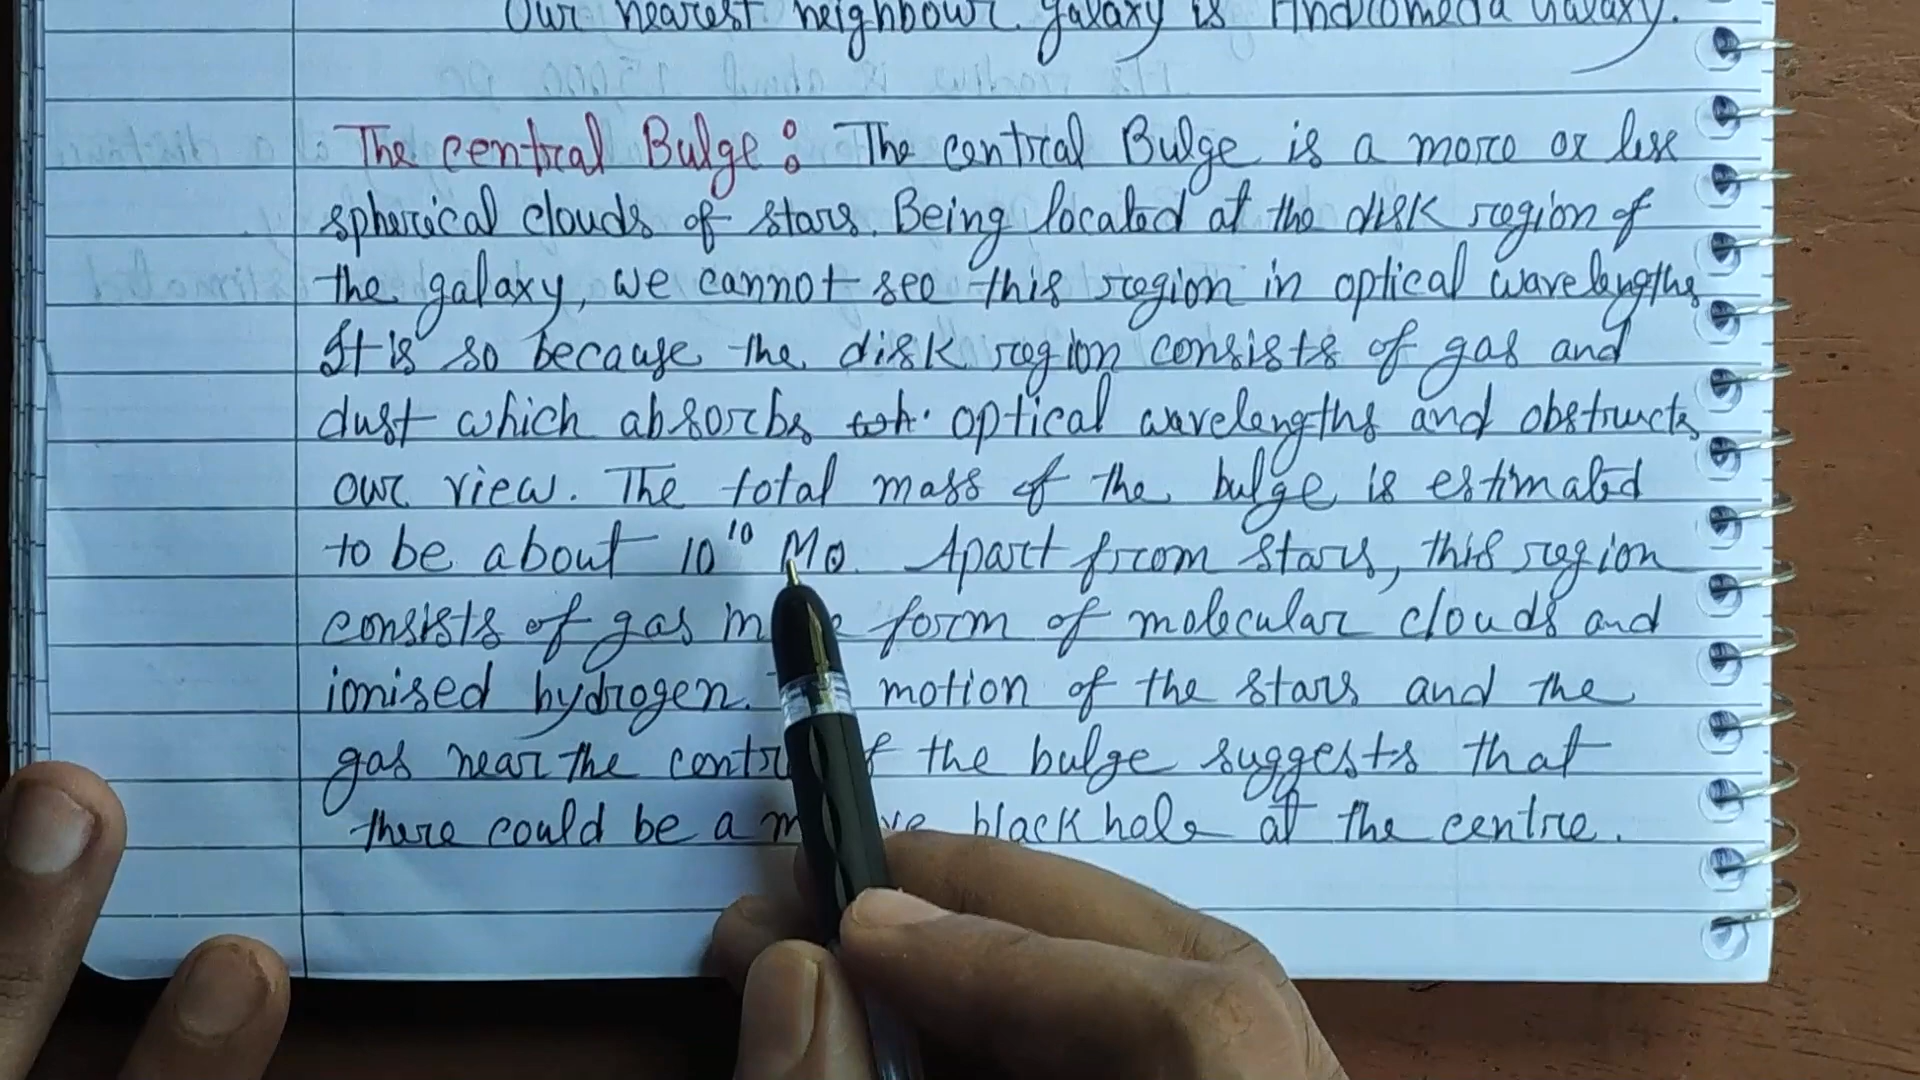 Our nearest neighbour galaxy is Andromeda Galaxy.
The central Bulge : The central Bulge is a more or less
spherical clouds of stars. Being located at the disk region of
the galaxy, we cannot see this region in optical wavelengths
It is so because the disk region consists of gas and
dust which absorbs optical wavelengths and obstructs
our view. The total mass of the bulge is estimated
to be about 10¹⁰ M⊙. Apart from stars, this region
consists of gas in form of molecular clouds and
ionised hydrogen. motion of the stars and the
gas near the centre of the bulge suggests that
there could be a massive black hole at the centre.